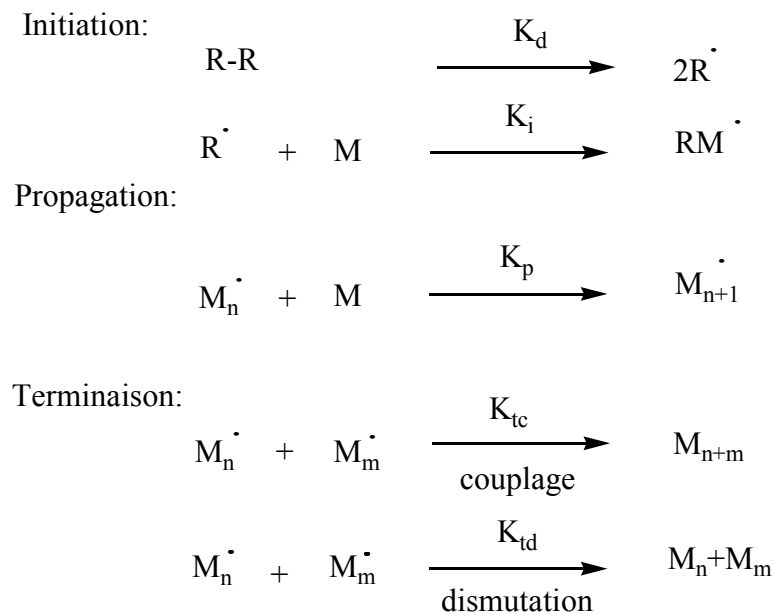 Initiation:
R-R K_d 2R˙
R˙ + M K_i RM˙
Propagation:
M_n˙ + M K_p M_n+1˙
Terminaison:
M_n˙ + M_m˙ K_tc couplage M_n+m
M_n˙ + M_m˙ K_td dismutation M_n+M_m